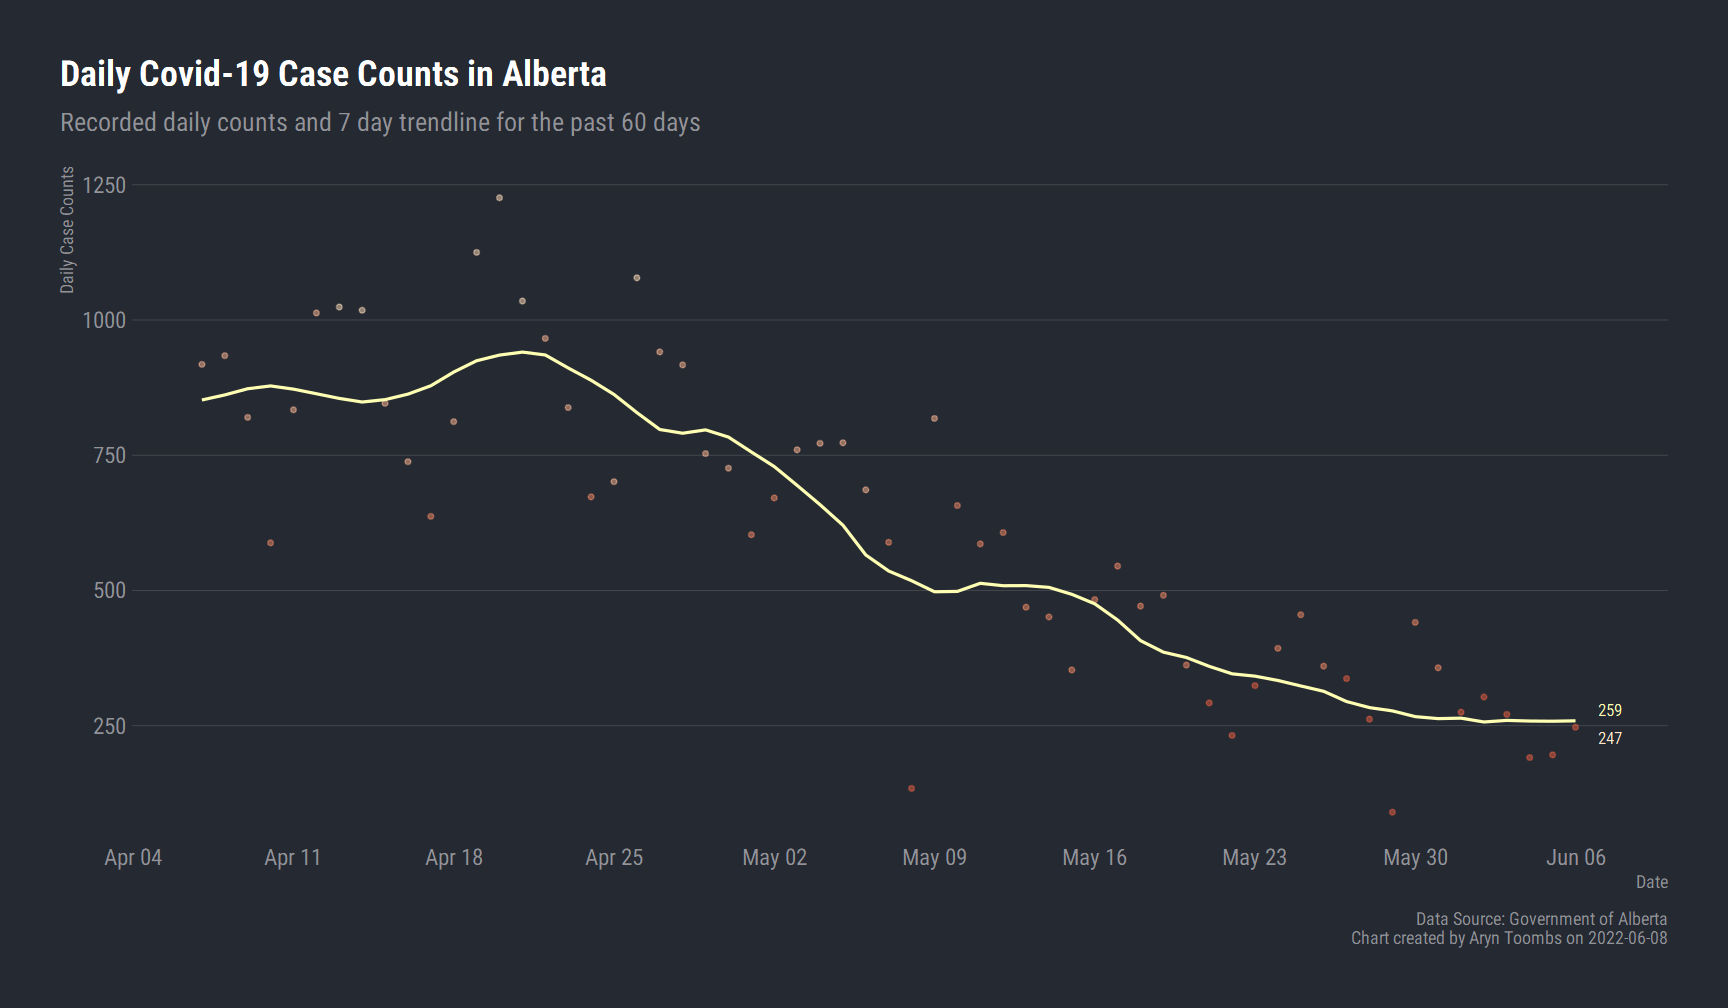 Daily Covid-19 Case Counts in Alberta
Recorded daily counts and 7 day trendline for the past 60 days
Daily Case Counts
1250
1000
750
500
250
259
247
Apr 04 Apr 11 Apr 18 Apr 25 May 02 May 09 May 16 May 23 May 30 Jun 06
Date
Data Source: Government of Alberta
Chart created by Aryn Toombs on 2022-06-08